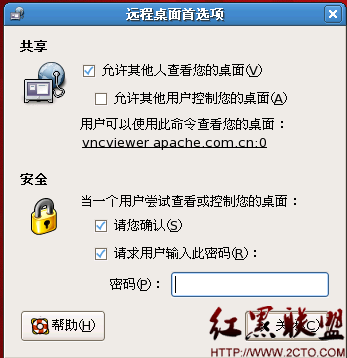 远程桌面首选项
共享
允许其他人查看您的桌面(V)
允许其他用户控制您的桌面(A)
用户可以使用此命令查看您的桌面：
vncviewer apache.com.cn:0
安全
当一个用户尝试查看或控制您的桌面：
请您确认(S)
请求用户输入此密码(R)：
密码(P)：
帮助(H)
关闭(C)
红黑联盟
HTTP://WWW.2CTO.COM